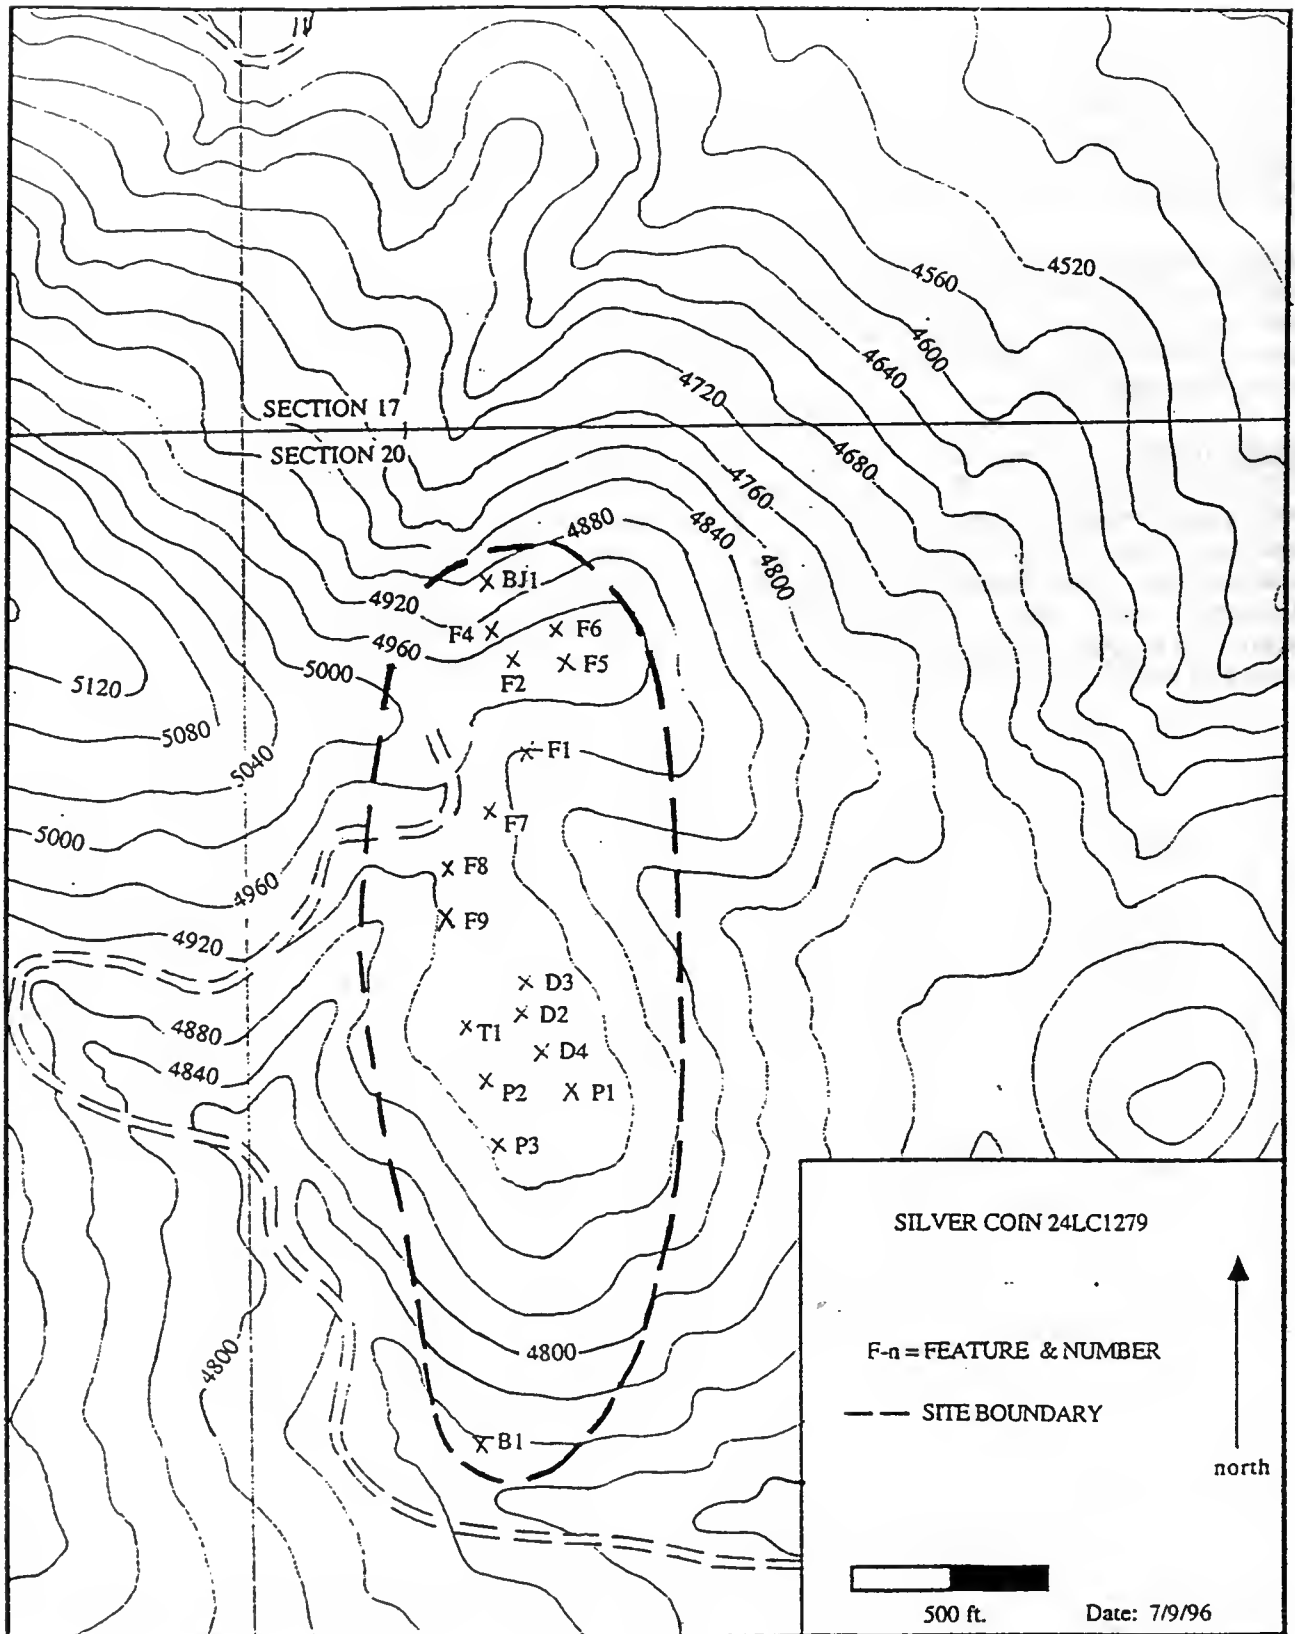 4520
4560
4600
4640
4720
SECTION 17
SECTION 20
4680
4760
4880
4840
4800
BJ1
4920
F4
F6
4960
F2
F5
5000
5120
5080
F1
5040
F7
5000
F8
4960
F9
4920
D3
D2
4880
T1
D4
4840
P2
P1
P3
SILVER COIN 24LC1279
4800
4800
F-n = FEATURE & NUMBER
SITE BOUNDARY
B1
north
500 ft.
Date: 7/9/96